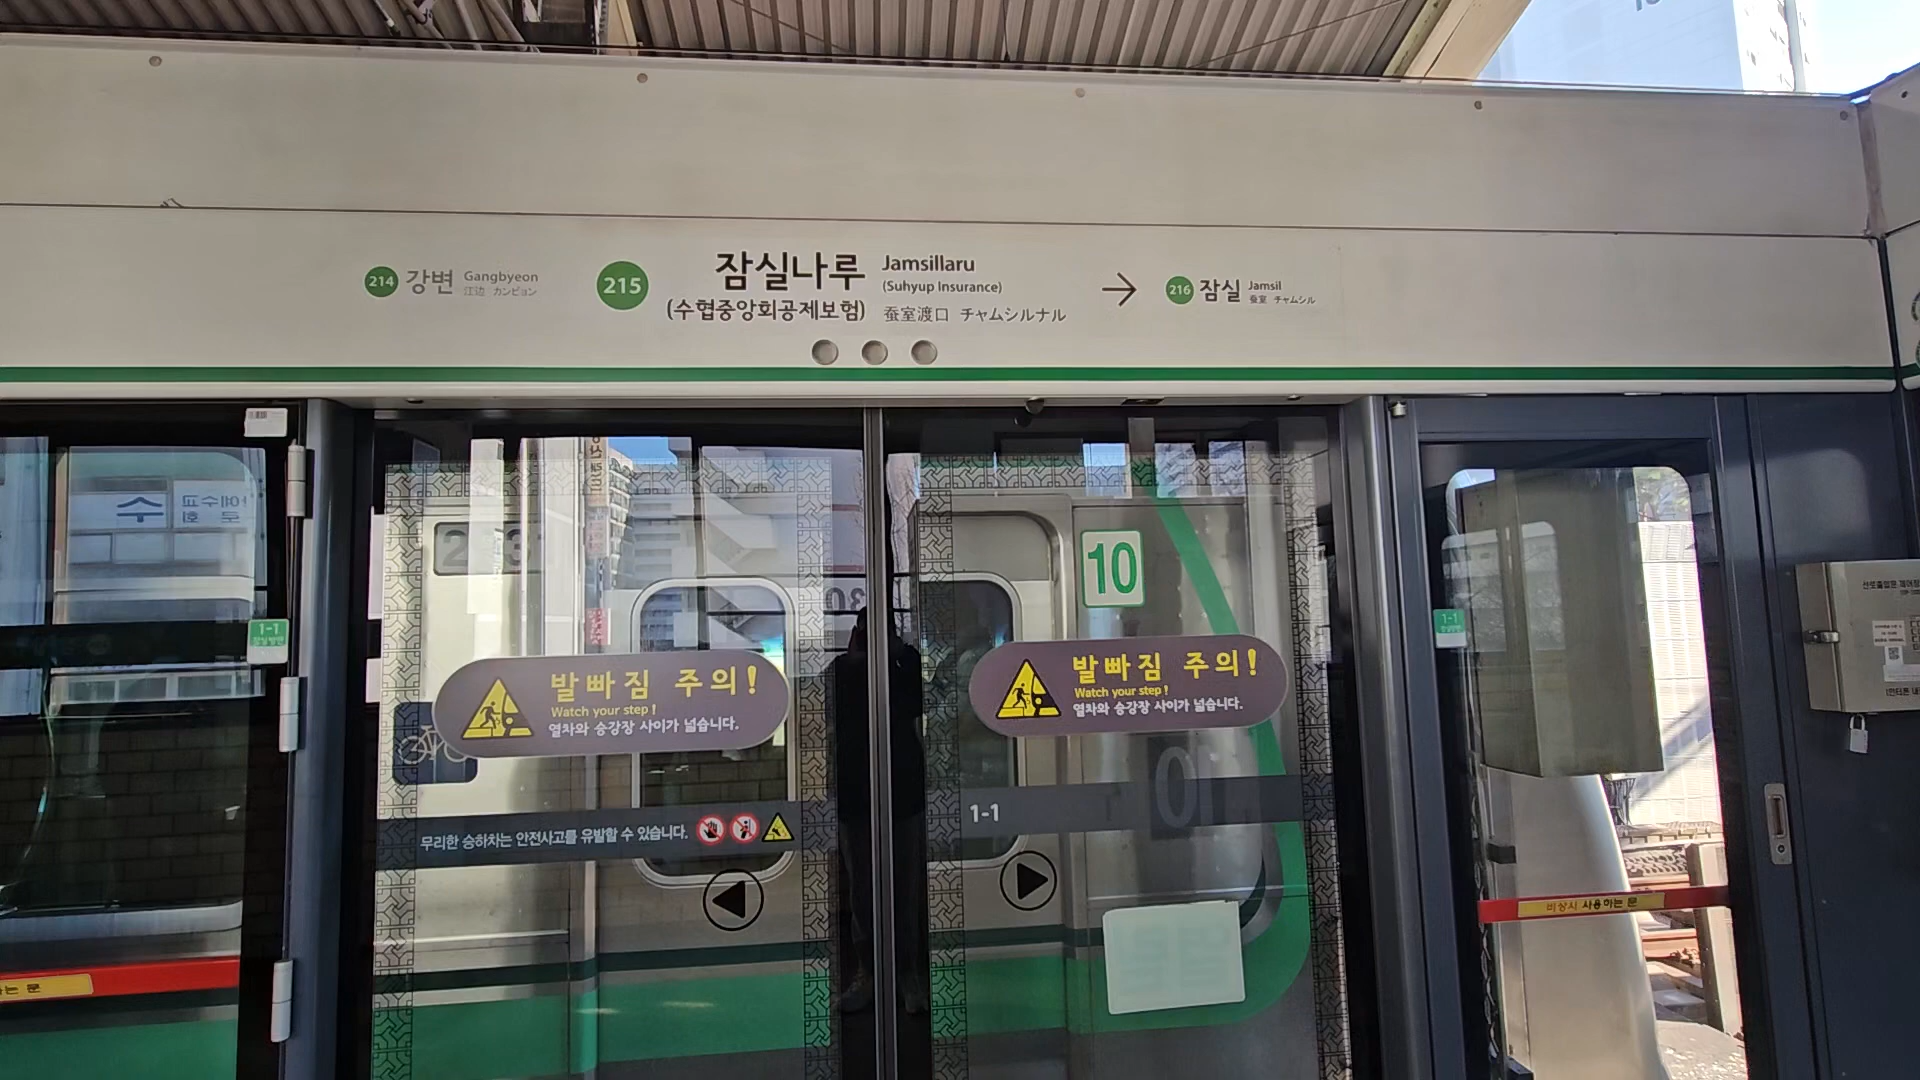 214 강변 Gangbyeon
江边 カンビョン
215 잠실나루 Jamsillaru
(수협중앙회공제보험) (Suhyup Insurance)
蚕室渡口 チャムシルナル
→ 216 잠실 Jamsil
蚕室 チャムシル
10
1-1
1-1
발빠짐 주의!
Watch your step!
열차와 승강장 사이가 넓습니다.
발빠짐 주의!
Watch your step!
열차와 승강장 사이가 넓습니다.
무리한 승하차는 안전사고를 유발할 수 있습니다.
1-1
비상시 사용하는 문
는 문